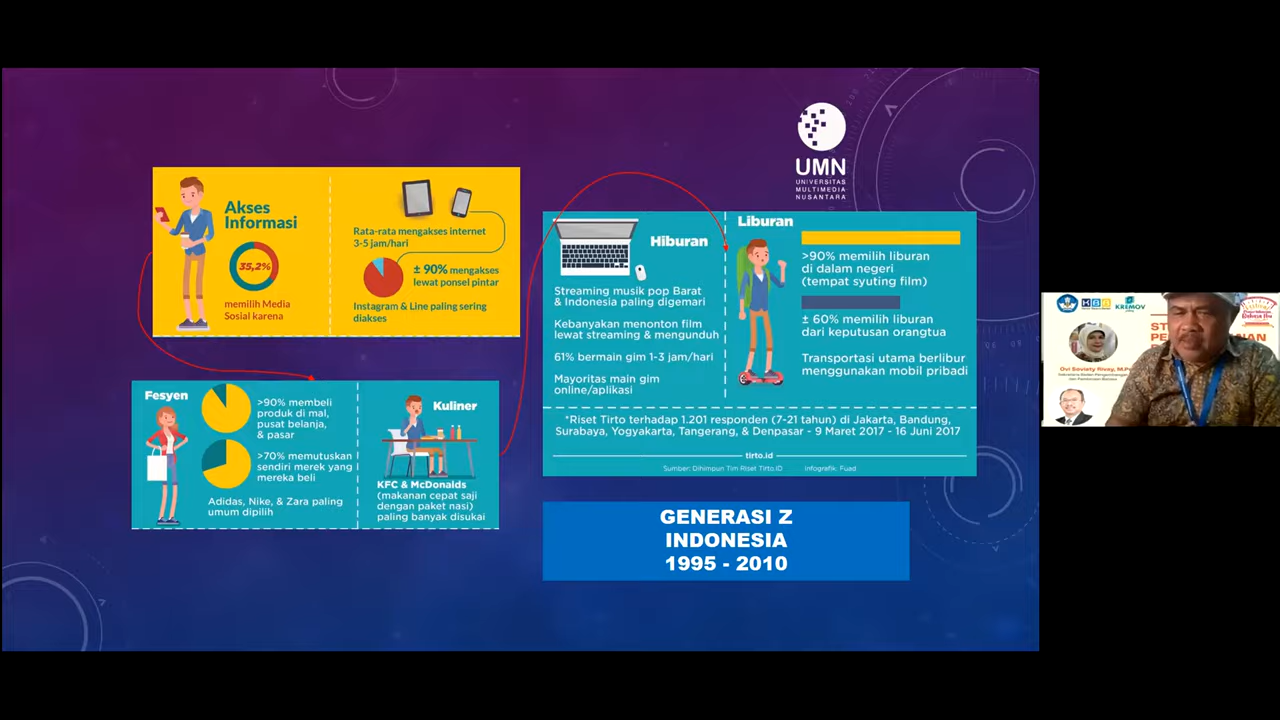 UMN
UNIVERSITAS
MULTIMEDIA
NUSANTARA
Akses
Informasi
35,2%
memilih Media
Sosial karena
Rata-rata mengakses internet
3-5 jam/hari
± 90% mengakses
lewat ponsel pintar
Instagram & Line paling sering
diakses
Fesyen
>90% membeli
produk di mal,
pusat belanja,
& pasar
>70% memutuskan
sendiri merek yang
mereka beli
Adidas, Nike, & Zara paling
umum dipilih
Kuliner
KFC & McDonalds
(makanan cepat saji
dengan paket nasi)
paling banyak disukai
Hiburan
Streaming musik pop Barat
& Indonesia paling digemari
Kebanyakan menonton film
lewat streaming & mengunduh
61% bermain gim 1-3 jam/hari
Mayoritas main gim
online/aplikasi
Liburan
>90% memilih liburan
di dalam negeri
(tempat syuting film)
± 60% memilih liburan
dari keputusan orangtua
Transportasi utama berlibur
menggunakan mobil pribadi
*Riset Tirto terhadap 1.201 responden (7-21 tahun) di Jakarta, Bandung,
Surabaya, Yogyakarta, Tangerang, & Denpasar - 9 Maret 2017 - 16 Juni 2017
tirto.id
Sumber: Dihimpun Tim Riset Tirto.ID Infografik: Fuad
GENERASI Z
INDONESIA
1995 - 2010
KREMOV
Ovi Soviaty Rivay, M.P